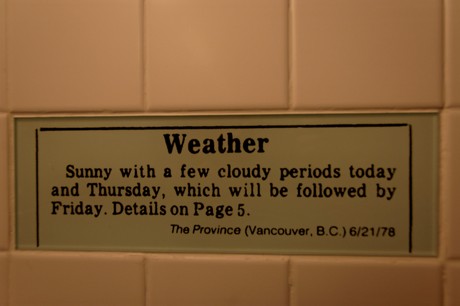 Weather
Sunny with a few cloudy periods today
and Thursday, which will be followed by
Friday. Details on Page 5.
The Province (Vancouver, B.C.) 6/21/78